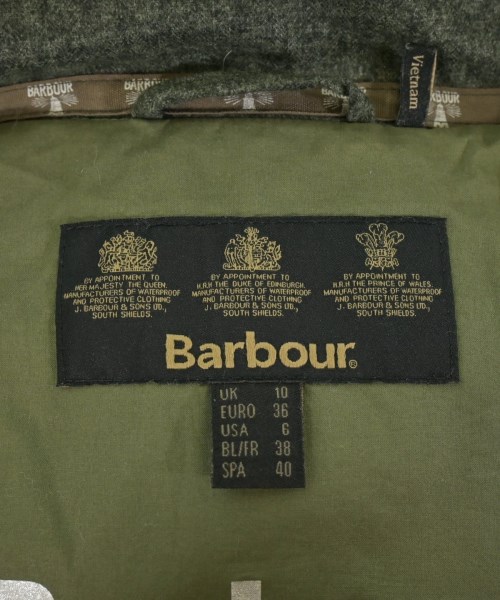 BARBOUR
BARBOUR
BARBOUR
BARBOUR
Vietnam
BY APPOINTMENT TO
HER MAJESTY THE QUEEN.
MANUFACTURERS OF WATERPROOF
AND PROTECTIVE CLOTHING
J. BARBOUR & SONS LTD.,
SOUTH SHIELDS.
BY APPOINTMENT TO
H.R.H THE DUKE OF EDINBURGH.
MANUFACTURERS OF WATERPROOF
AND PROTECTIVE CLOTHING
J. BARBOUR & SONS LTD.,
SOUTH SHIELDS.
BY APPOINTMENT TO
H.R.H THE PRINCE OF WALES.
MANUFACTURERS OF WATERPROOF
AND PROTECTIVE CLOTHING
J. BARBOUR & SONS LTD.,
SOUTH SHIELDS.
Barbour®
UK 10
EURO 36
USA 6
BL/FR 38
SPA 40